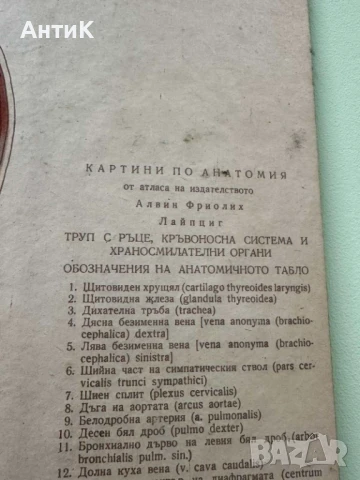 АнтиК
КАРТИНИ ПО АНАТОМИЯ
от атласа на издателството
Алвин Фриолих
Лайпциг
ТРУП С РЪЦЕ, КРЪВОНОСНА СИСТЕМА И
ХРАНОСМИЛАТЕЛНИ ОРГАНИ
ОБОЗНАЧЕНИЯ НА АНАТОМИЧНОТО ТАБЛО
1. Щитовиден хрущял (cartilago thyreoides laryngis)
2. Щитовидна жлеза (glandula thyreoidea)
3. Дихателна тръба (trachea)
4. Дясна безименна вена [vena anonyma (brachio-
cephalica) dextra]
5. Лява безименна вена [vena anonyma (brachio-
cephalica) sinistra]
6. Шийна част на симпатическия ствол (pars cer-
vicalis trunci sympathici)
7. Шиен сплит (plexus cervicalis)
8. Дъга на аортата (arcus aortae)
9. Белодробна артерия (a. pulmonalis)
10. Десен бял дроб (pulmo dexter)
11. Бронхиално дърво на левия бял дроб (arbor
bronchialis pulm. sin.)
12. Долна куха вена (v. cava caudalis)
на диафрагмата (centrum
bazar